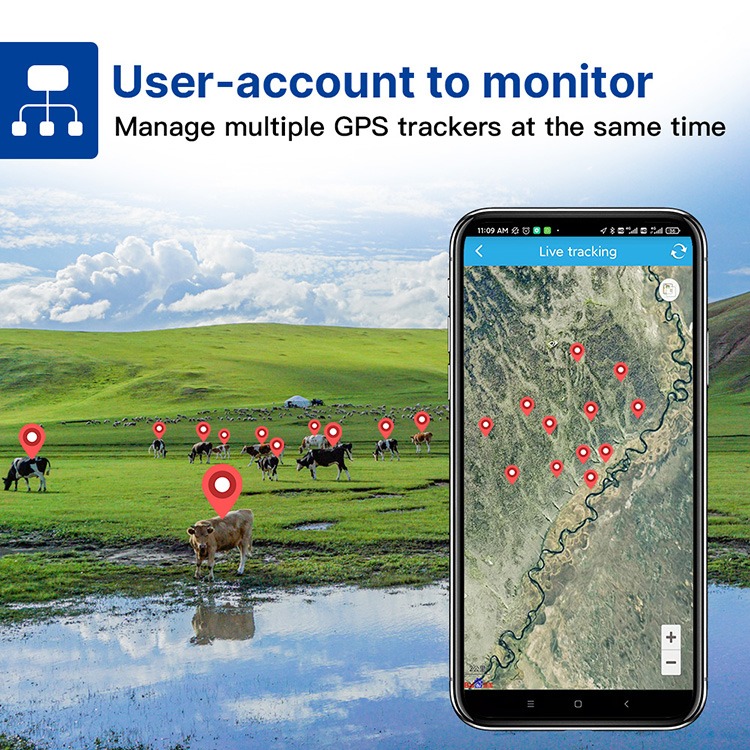 User-account to monitor
Manage multiple GPS trackers at the same time
11:09 AM
Live tracking
+
−